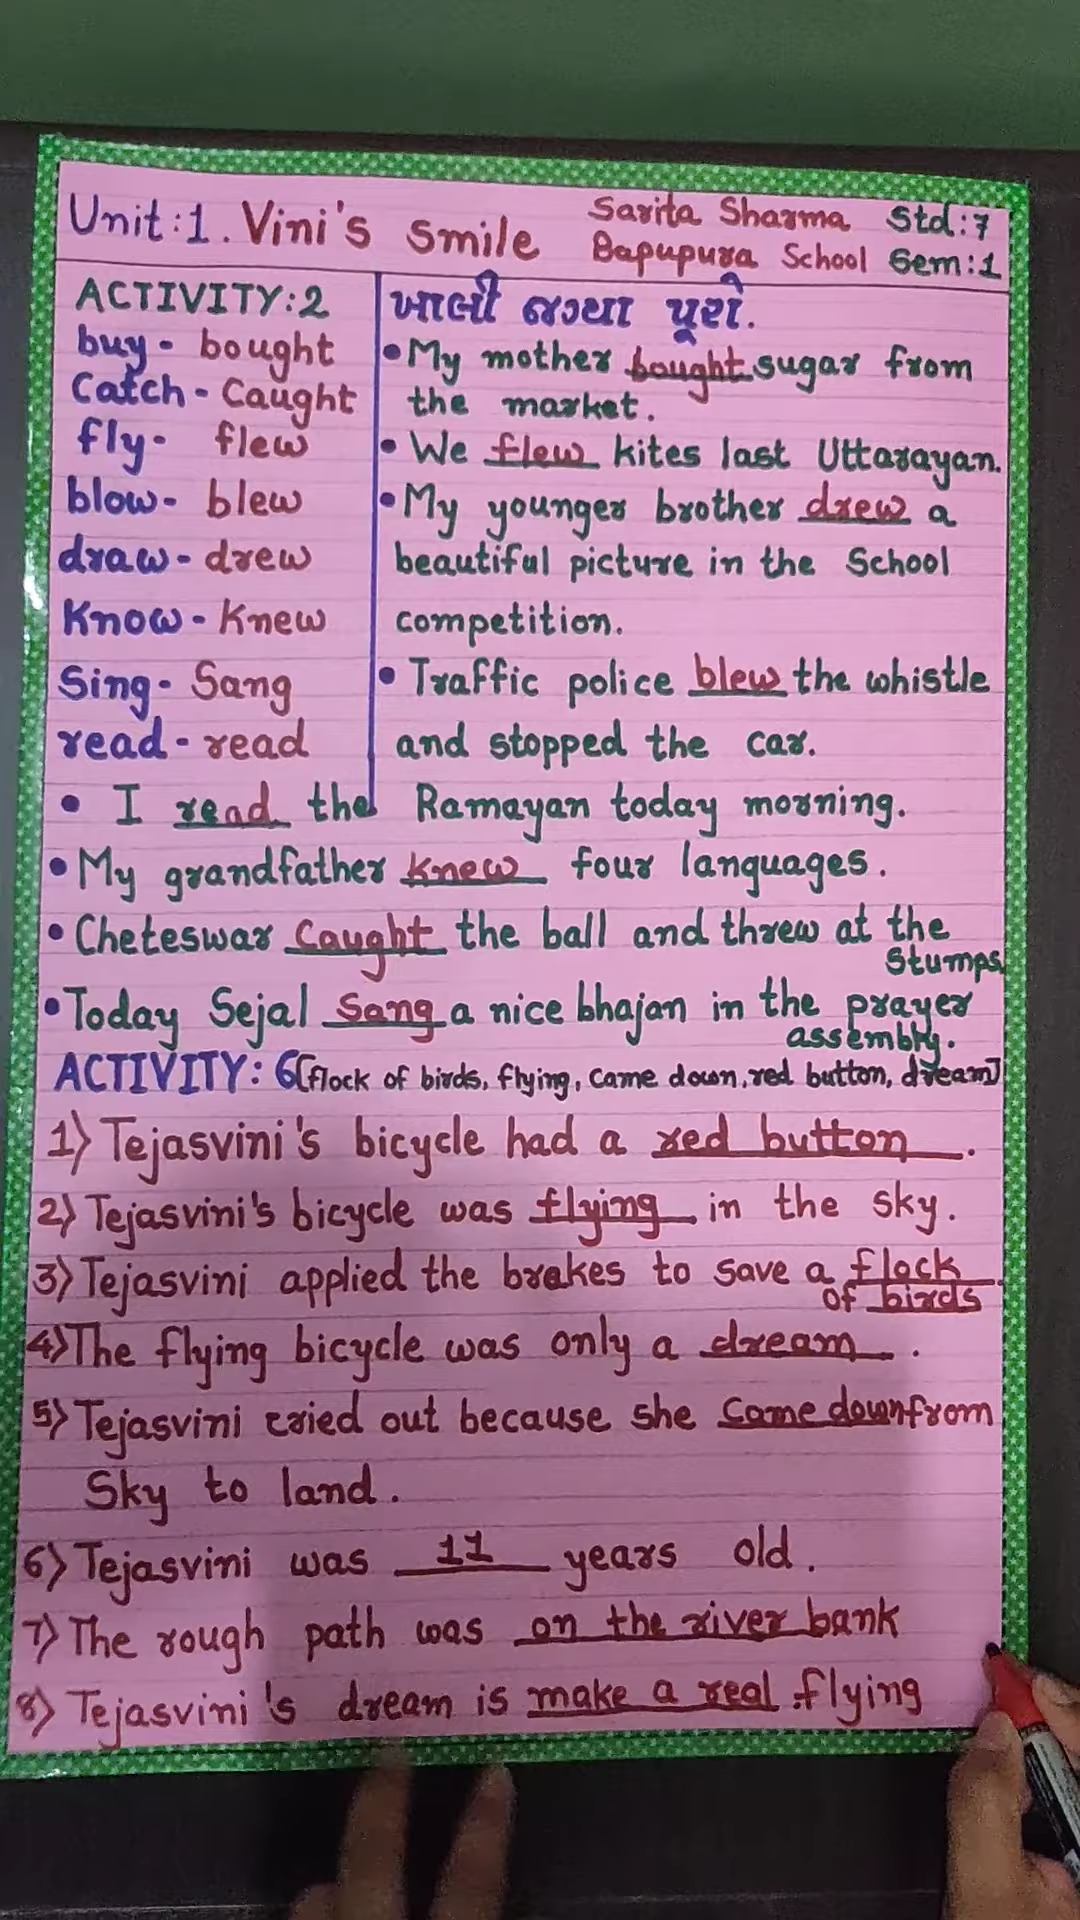 Unit:1. Vini's smile
Sarita Sharma Std:7
Bapupura School Sem:1
ACTIVITY:2
buy - bought
Catch - Caught
fly - flew
blow - blew
draw - drew
Know - Knew
Sing - Sang
read - read
ખાલી જગ્યા પૂરો.
• My mother bought sugar from
the market.
• We flew kites last Uttarayan.
• My younger brother drew a
beautiful picture in the School
competition.
• Traffic police blew the whistle
and stopped the car.
• I read the Ramayan today morning.
• My grandfather knew four languages.
• Cheteswar Caught the ball and threw at the
Stumps.
• Today Sejal Sang a nice bhajan in the prayer
assembly.
ACTIVITY: 6 [flock of birds, flying, came down, red button, dream]
1) Tejasvini's bicycle had a red button.
2) Tejasvini's bicycle was flying in the sky.
3) Tejasvini applied the brakes to save a flock
of birds
4) The flying bicycle was only a dream.
5) Tejasvini cried out because she came down from
Sky to land.
6) Tejasvini was 11 years old.
7) The rough path was on the river bank
8) Tejasvini's dream is make a real flying